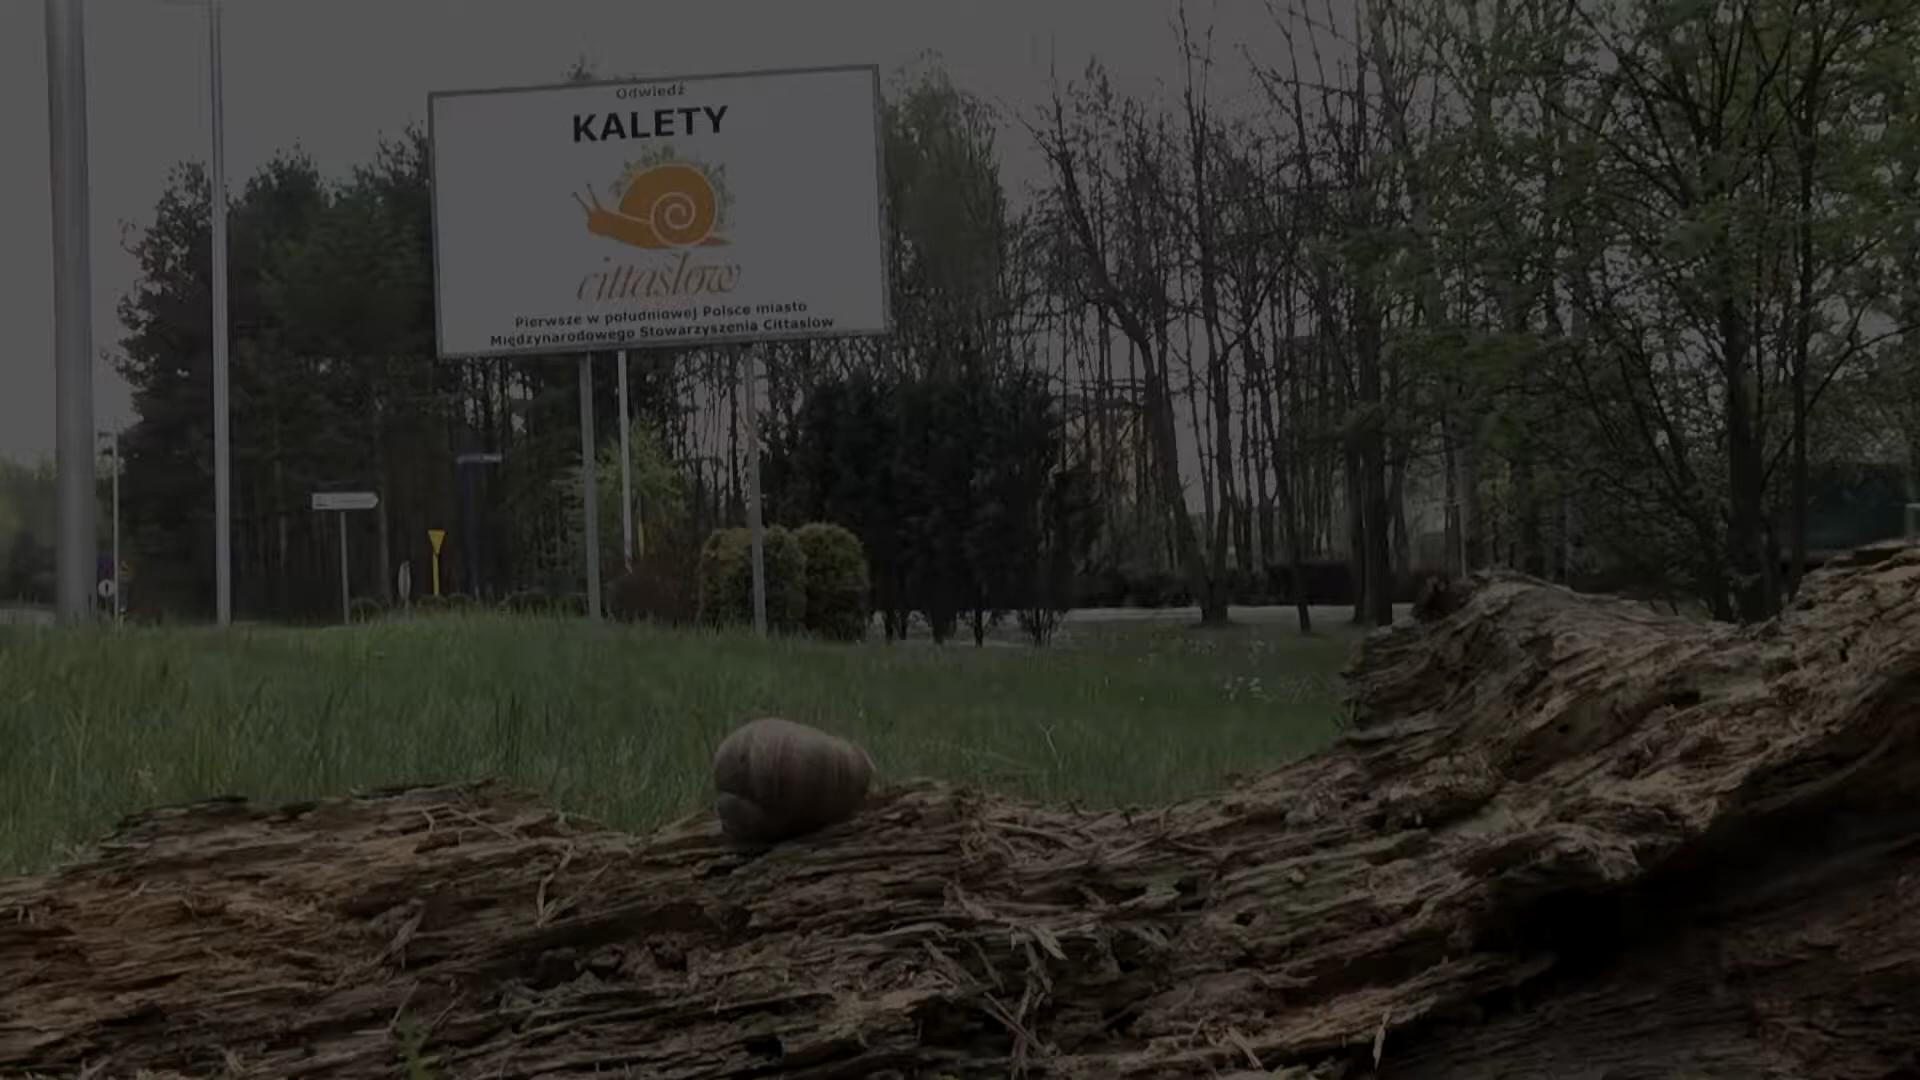 Odwiedź
KALETY
cittaslow
Pierwsze w południowej Polsce miasto
Międzynarodowego Stowarzyszenia Cittaslow